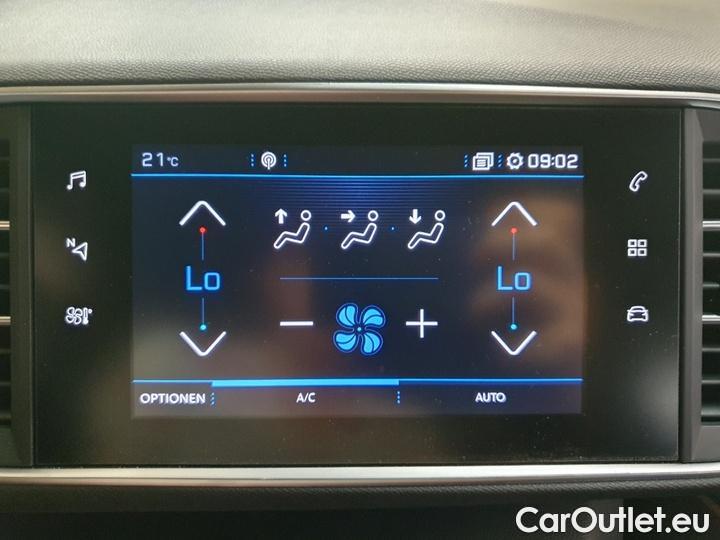 21°C 09:02
N
Lo Lo
− +
OPTIONEN A/C AUTO
CarOutlet.eu